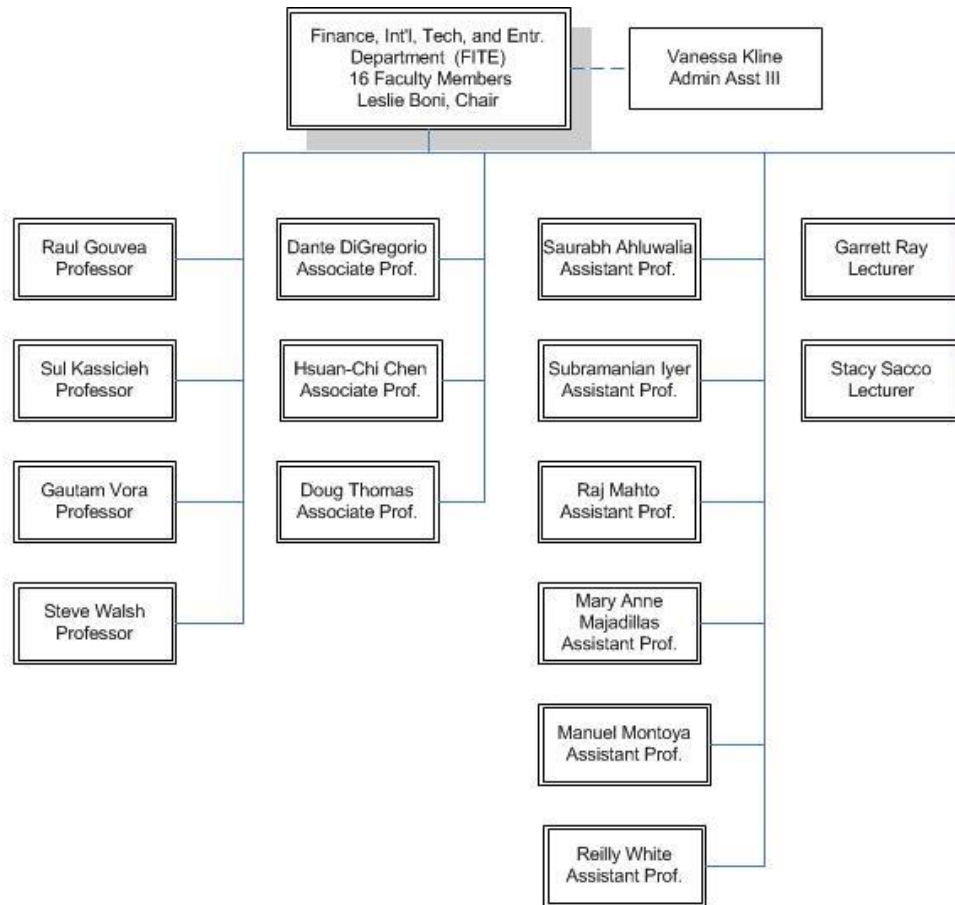 Finance, Int'l, Tech, and Entr.
Department (FITE)
16 Faculty Members
Leslie Boni, Chair
Vanessa Kline
Admin Asst III
Raul Gouvea
Professor
Dante DiGregorio
Associate Prof.
Saurabh Ahluwalia
Assistant Prof.
Garrett Ray
Lecturer
Sul Kassicieh
Professor
Hsuan-Chi Chen
Associate Prof.
Subramanian Iyer
Assistant Prof.
Stacy Sacco
Lecturer
Gautam Vora
Professor
Doug Thomas
Associate Prof.
Raj Mahto
Assistant Prof.
Steve Walsh
Professor
Mary Anne
Majadillas
Assistant Prof.
Manuel Montoya
Assistant Prof.
Reilly White
Assistant Prof.